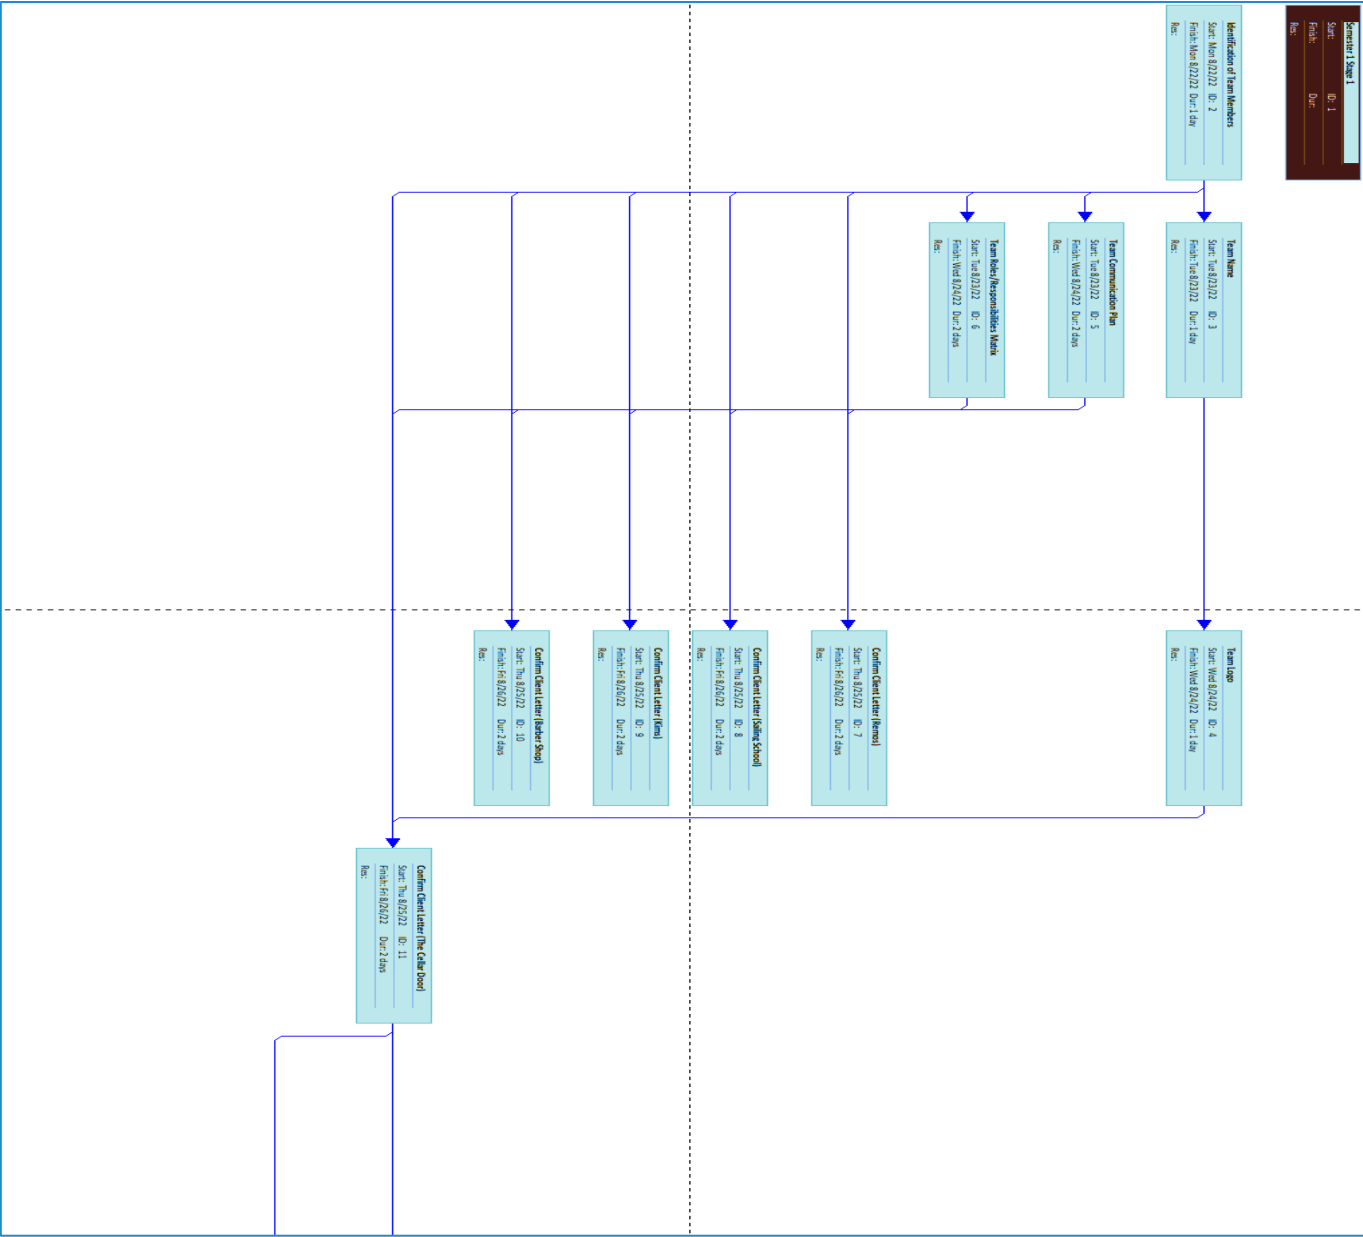 Semester 1 Stage 1
Start: ID: 1
Finish: Dur:
Res:
Identification of Team Members
Start: Mon 8/22/22 ID: 2
Finish: Mon 8/22/22 Dur: 1 day
Res:
Team Name
Start: Tue 8/23/22 ID: 3
Finish: Tue 8/23/22 Dur: 1 day
Res:
Team Communication Plan
Start: Tue 8/23/22 ID: 5
Finish: Wed 8/24/22 Dur: 2 days
Res:
Team Roles/Responsibilities Matrix
Start: Tue 8/23/22 ID: 6
Finish: Wed 8/24/22 Dur: 2 days
Res:
Team Logo
Start: Wed 8/24/22 ID: 4
Finish: Wed 8/24/22 Dur: 1 day
Res:
Confirm Client Letter (Remos)
Start: Thu 8/25/22 ID: 7
Finish: Fri 8/26/22 Dur: 2 days
Res:
Confirm Client Letter (Sailing School)
Start: Thu 8/25/22 ID: 8
Finish: Fri 8/26/22 Dur: 2 days
Res:
Confirm Client Letter (Kims)
Start: Thu 8/25/22 ID: 9
Finish: Fri 8/26/22 Dur: 2 days
Res:
Confirm Client Letter (Barber Shop)
Start: Thu 8/25/22 ID: 10
Finish: Fri 8/26/22 Dur: 2 days
Res:
Confirm Client Letter (The Cellar Door)
Start: Thu 8/25/22 ID: 11
Finish: Fri 8/26/22 Dur: 2 days
Res: